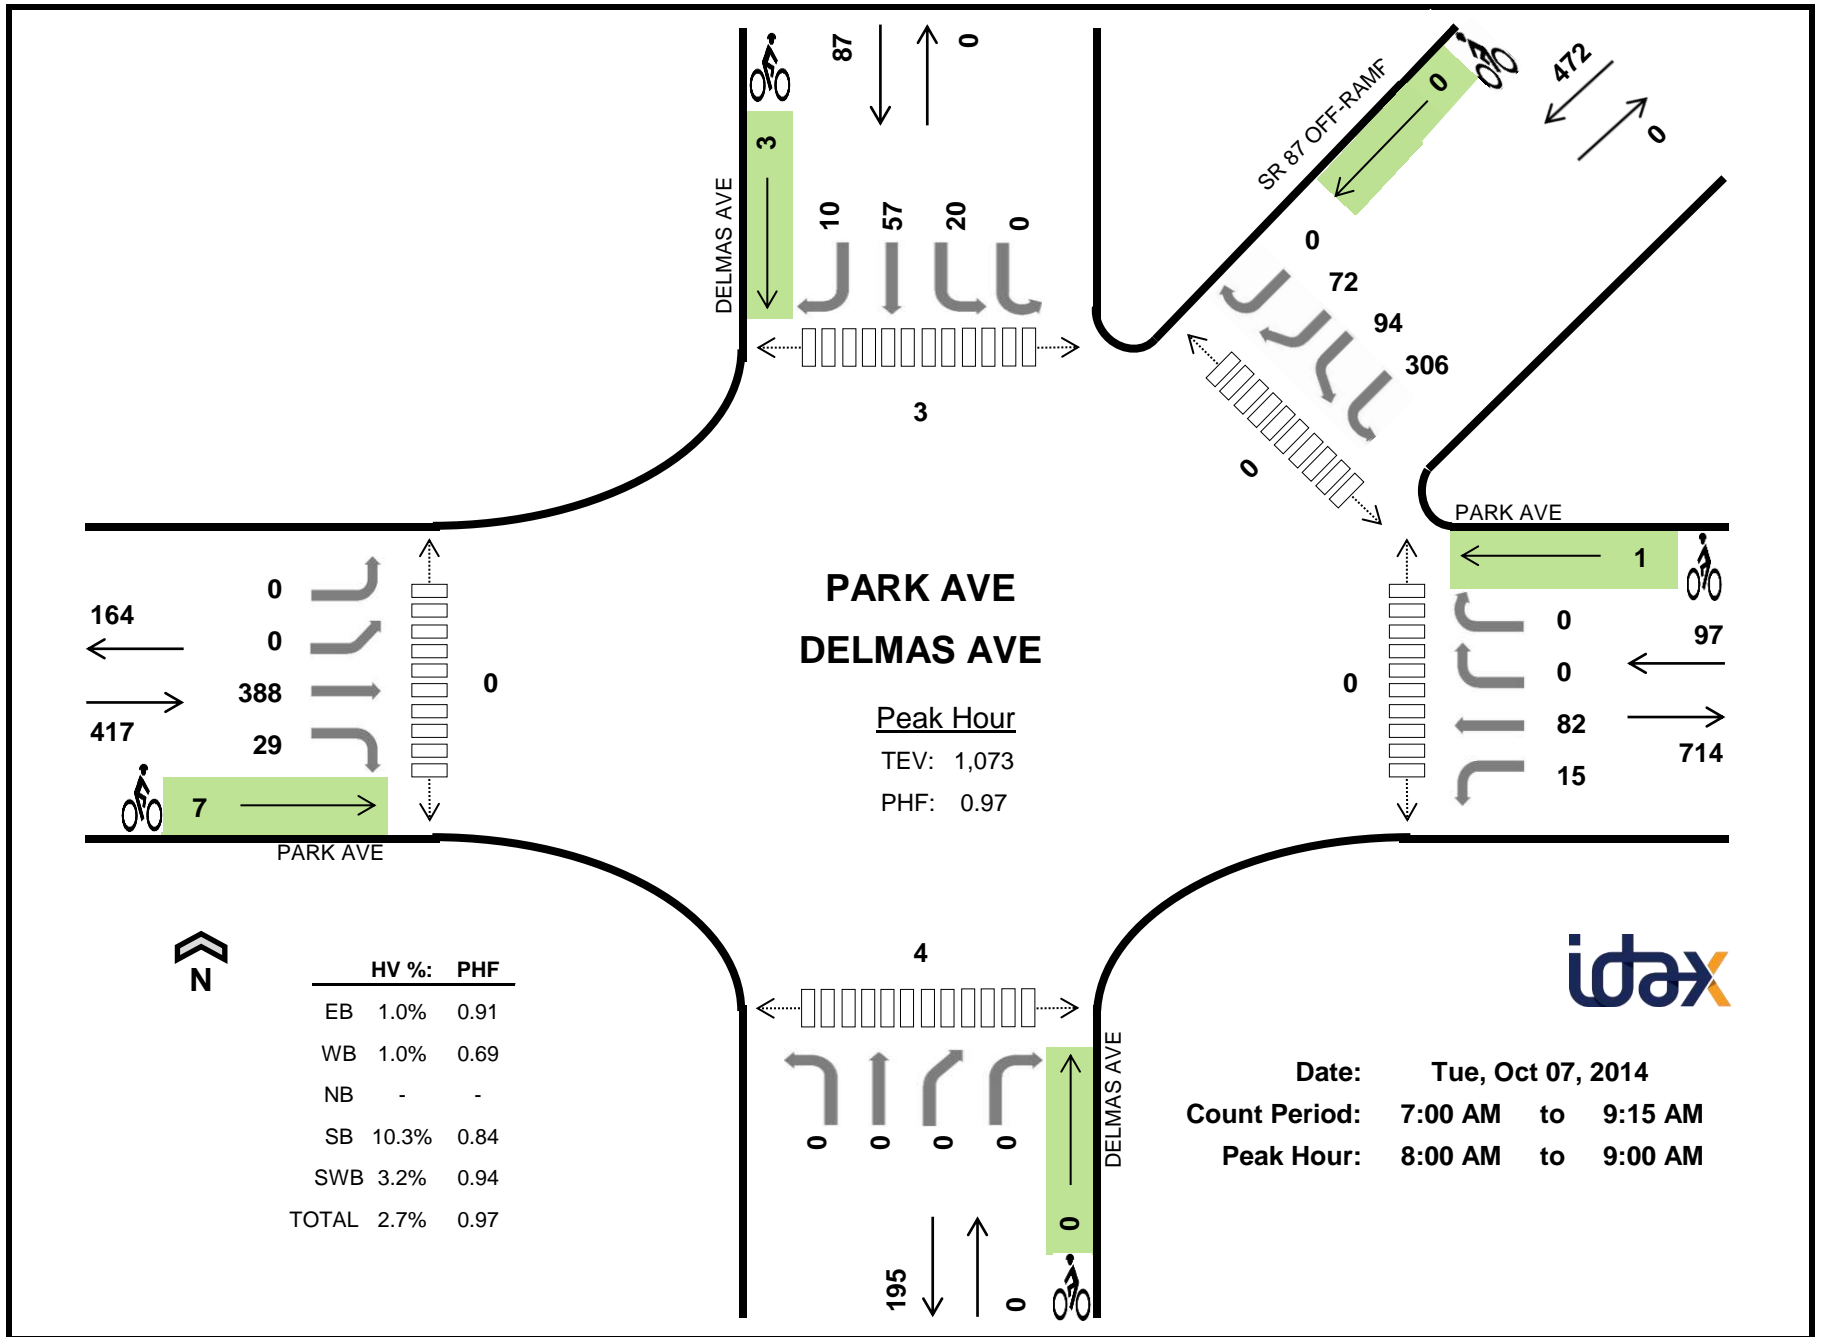 87
0
472
0
0
SR 87 OFF-RAMP
3
DELMAS AVE
10
57
20
0
0
72
94
306
3
0
PARK AVE
1
0
0
388
29
164
417
0
7
PARK AVE
PARK AVE
DELMAS AVE
Peak Hour
TEV: 1,073
PHF: 0.97
0
0
0
82
15
97
714
N
HV %: PHF
EB 1.0% 0.91
WB 1.0% 0.69
NB - -
SB 10.3% 0.84
SWB 3.2% 0.94
TOTAL 2.7% 0.97
4
0
0
0
0
DELMAS AVE
0
195
0
idax
Date: Tue, Oct 07, 2014
Count Period: 7:00 AM to 9:15 AM
Peak Hour: 8:00 AM to 9:00 AM